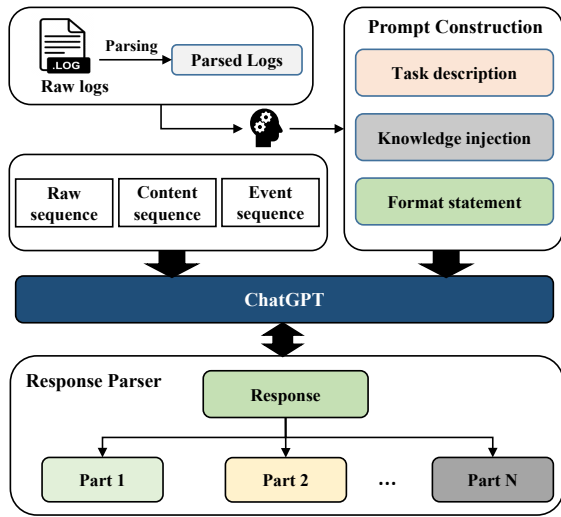 Parsing
.LOG
Raw logs
Parsed Logs
Prompt Construction
Task description
Knowledge injection
Format statement
Raw
sequence
Content
sequence
Event
sequence
ChatGPT
Response Parser
Response
Part 1
Part 2
...
Part N